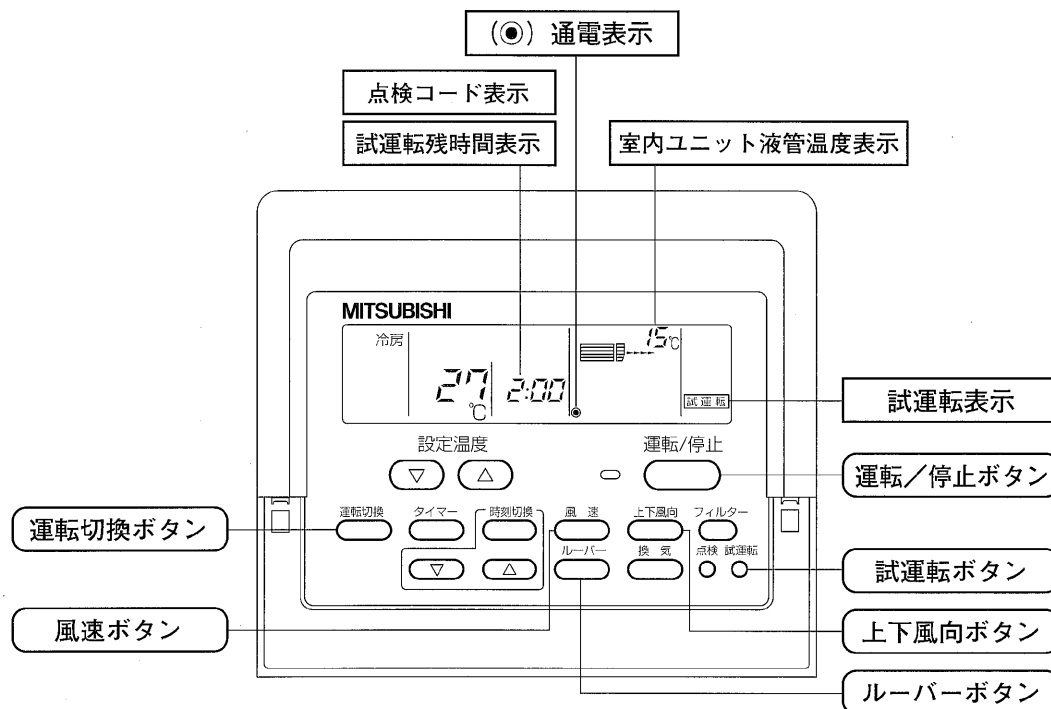 (◉) 通電表示
点検コード表示
試運転残時間表示
室内ユニット液管温度表示
MITSUBISHI
冷房
27℃
2:00
15℃
試運転
試運転表示
設定温度
運転/停止
▽ △
運転／停止ボタン
運転切換 タイマー 時刻切換 風 速 上下風向 フィルター
運転切換ボタン
▽ △
ルーバー 換 気 点検 試運転
試運転ボタン
風速ボタン
上下風向ボタン
ルーバーボタン